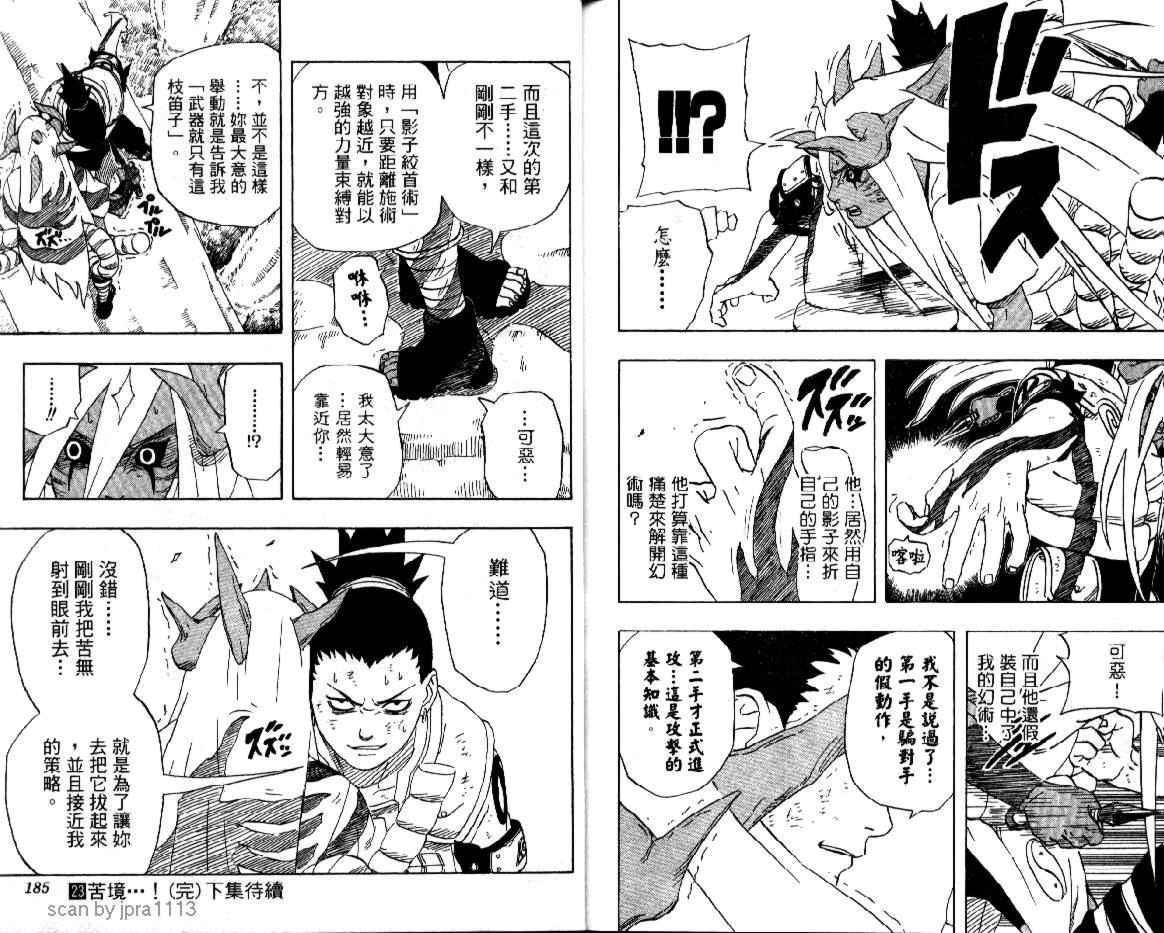 ドドドス
!!!?
怎麼……
喀啦
他…居然用自
己的影子來折
自己的手指…
ズズッ
他打算靠這種
痛楚來解開幻
術嗎？
可惡！
而且他還假
裝自己中了
我的幻術…
我不是說過了…
第一手是騙對手
的假動作，
第二手才正式進
攻…這是攻擊的
基本知識。
而且這次的第
二手……又和
剛剛不一樣，
用「影子絞首術」
時，只要距離施術
對象越近，就能以
越強的力量束縛對
方。
咻
咻…
…可惡…
我太大意了
…居然輕易
靠近你…
不，並不是這樣
……妳最大意的
舉動就是告訴我
「武器就只有這
枝笛子」。
プル
プル
ズズ…
………!?
……!!
難道……
沒錯……
剛剛我把苦無
射到眼前去…
ズズッ
就是為了讓妳
去把它拔起來
，並且接近我
的策略。
185
23苦境…！(完)下集待續
scan by jpra1113